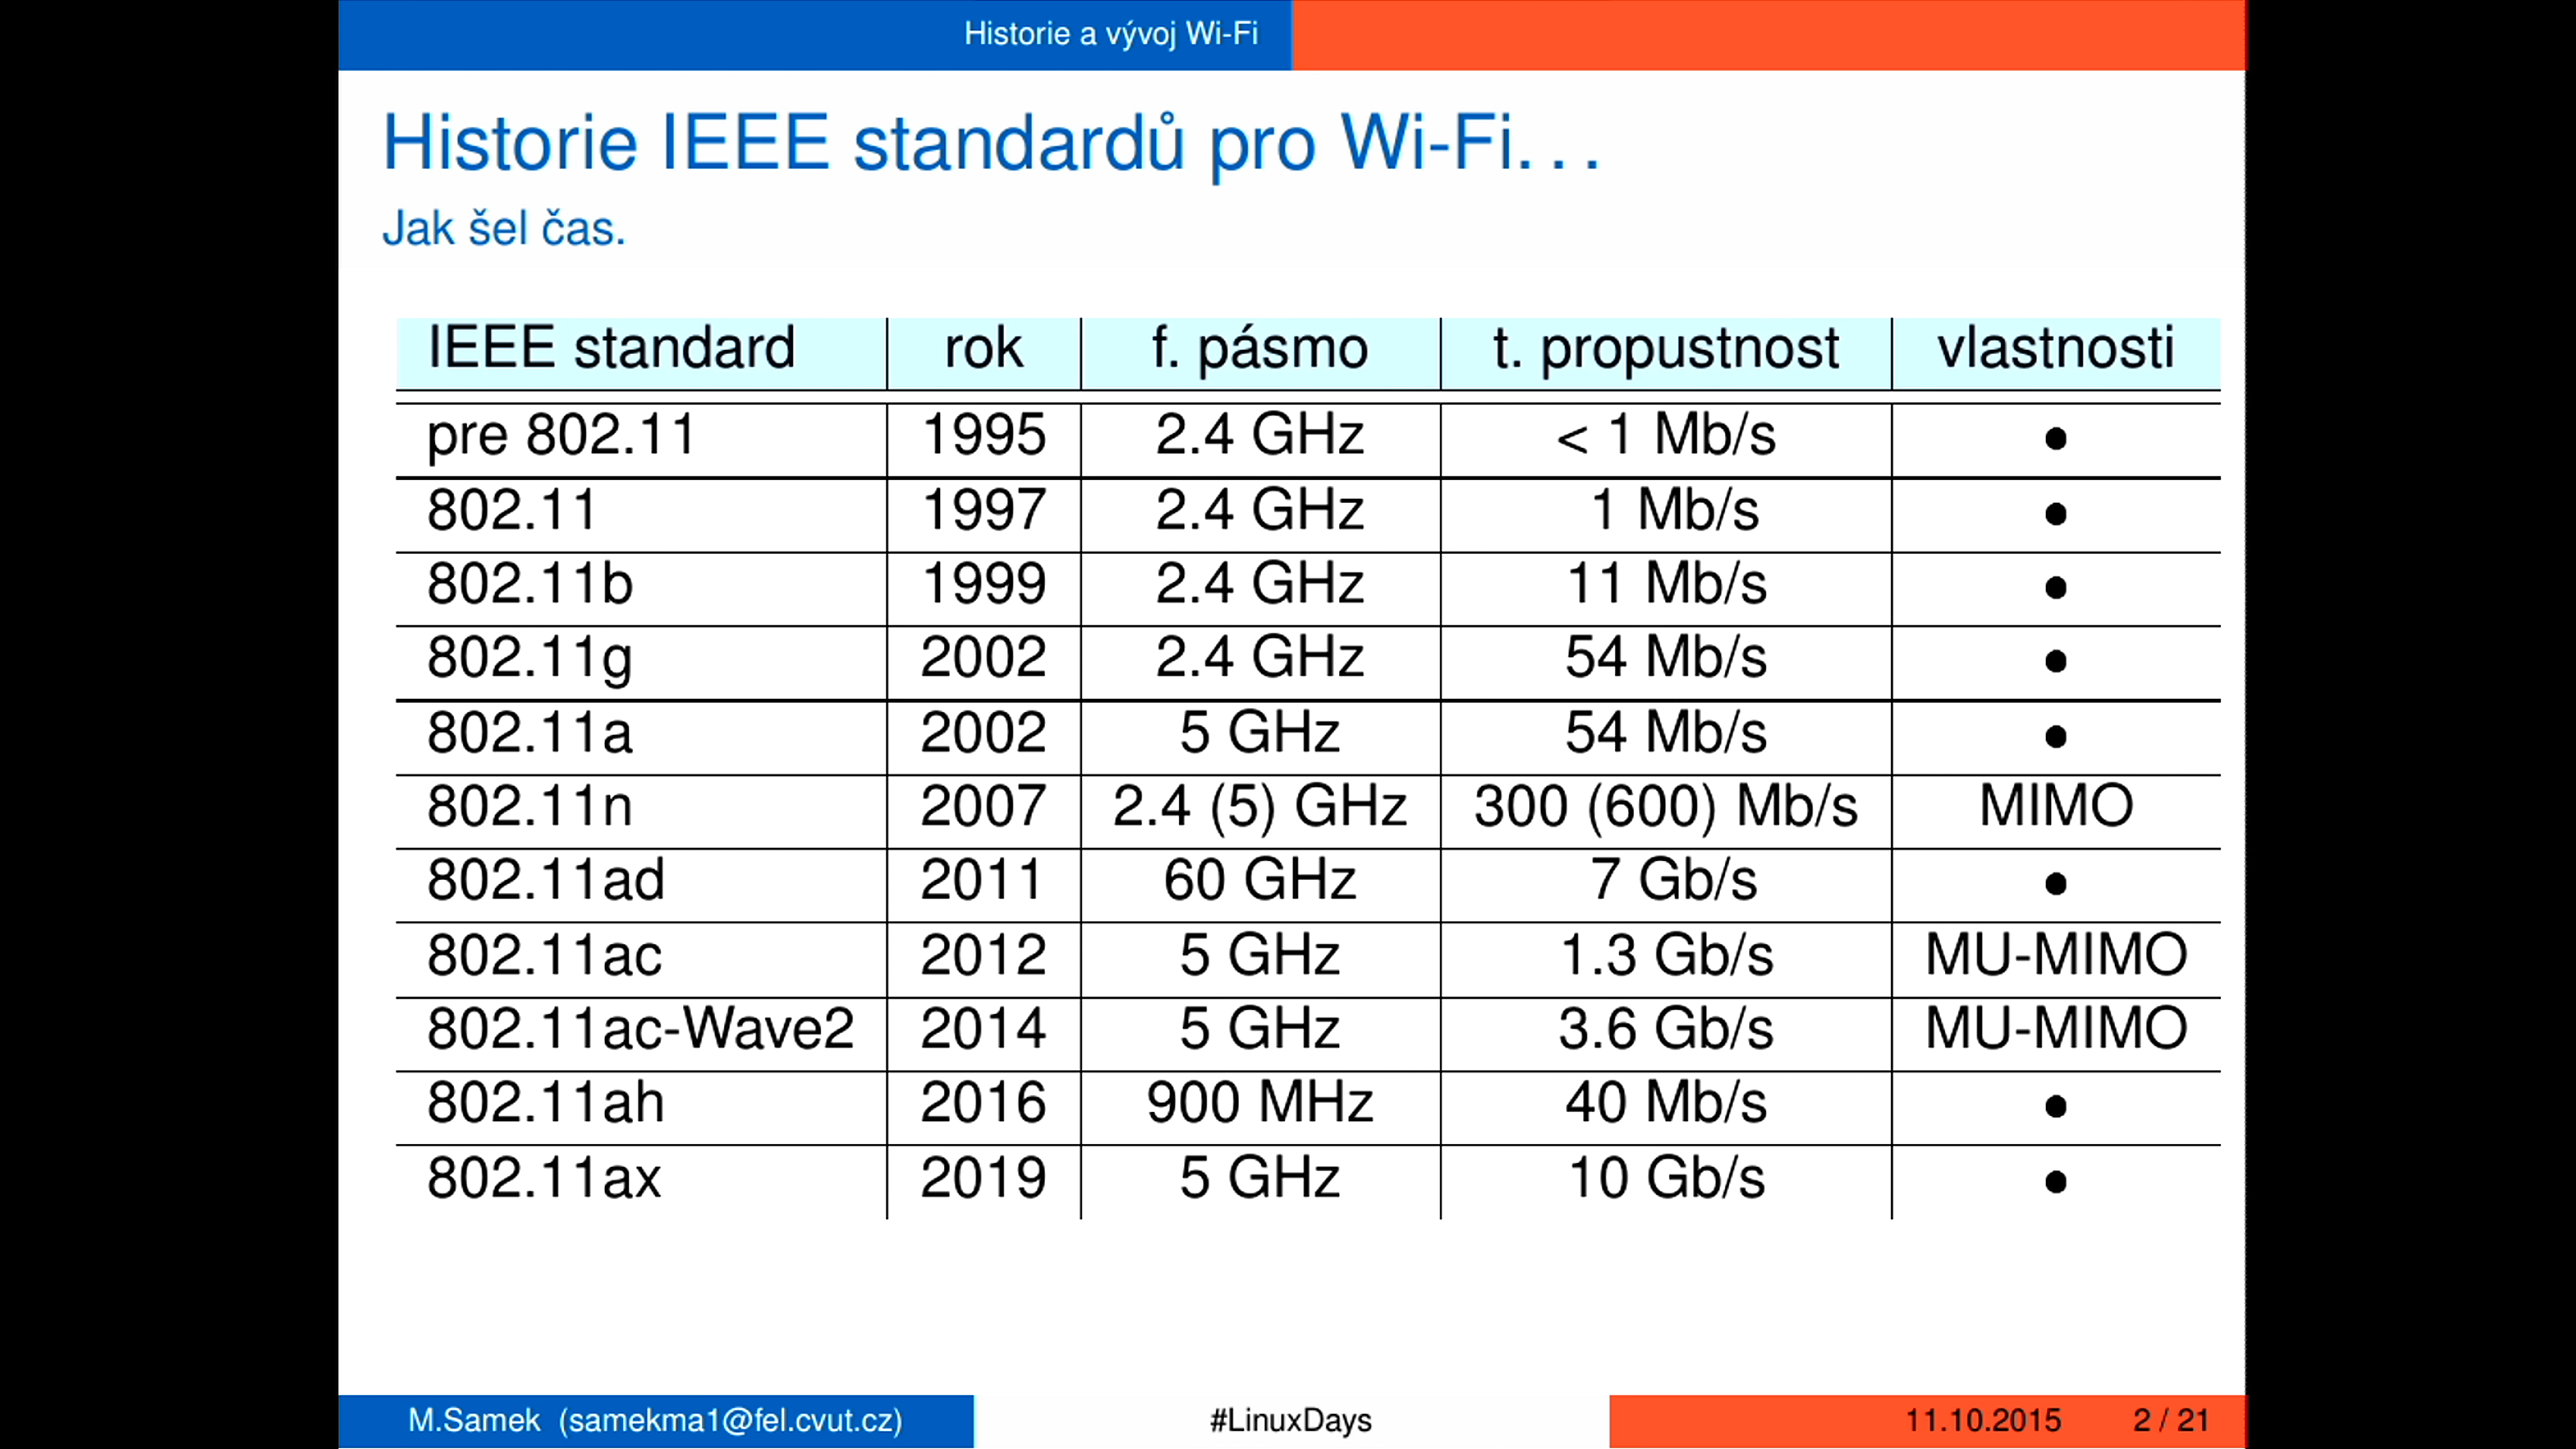 Historie a vývoj Wi-Fi
Historie IEEE standardů pro Wi-Fi. . .
Jak šel čas.
IEEE standard rok f. pásmo t. propustnost vlastnosti
pre 802.11 1995 2.4 GHz < 1 Mb/s •
802.11 1997 2.4 GHz 1 Mb/s •
802.11b 1999 2.4 GHz 11 Mb/s •
802.11g 2002 2.4 GHz 54 Mb/s •
802.11a 2002 5 GHz 54 Mb/s •
802.11n 2007 2.4 (5) GHz 300 (600) Mb/s MIMO
802.11ad 2011 60 GHz 7 Gb/s •
802.11ac 2012 5 GHz 1.3 Gb/s MU-MIMO
802.11ac-Wave2 2014 5 GHz 3.6 Gb/s MU-MIMO
802.11ah 2016 900 MHz 40 Mb/s •
802.11ax 2019 5 GHz 10 Gb/s •
M.Samek (samekma1@fel.cvut.cz) #LinuxDays 11.10.2015 2 / 21